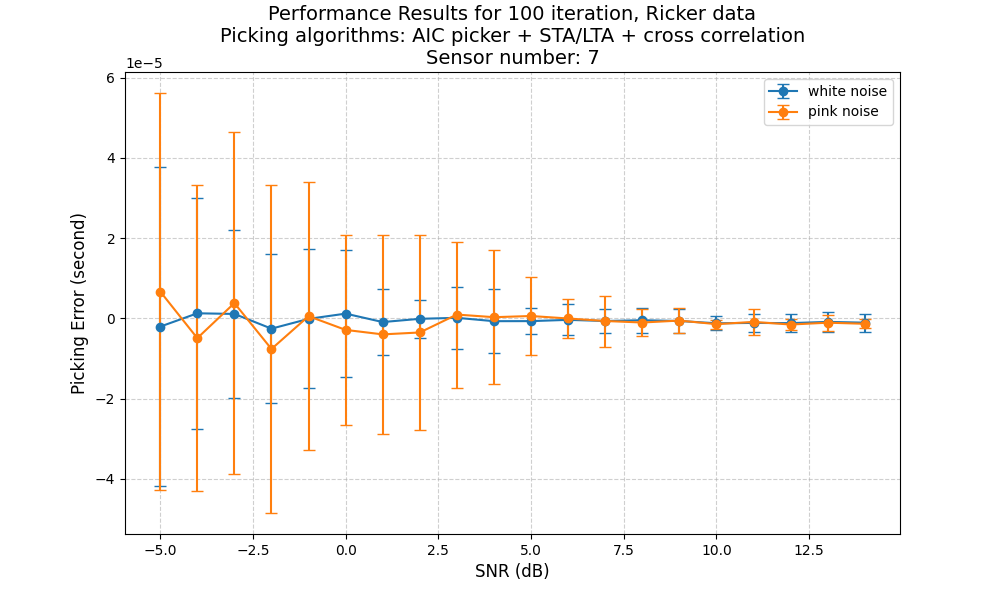 Performance Results for 100 iteration, Ricker data
Picking algorithms: AIC picker + STA/LTA + cross correlation
Sensor number: 7
1e−5
white noise
pink noise
6
4
2
0
−2
−4
Picking Error (second)
−5.0 −2.5 0.0 2.5 5.0 7.5 10.0 12.5
SNR (dB)